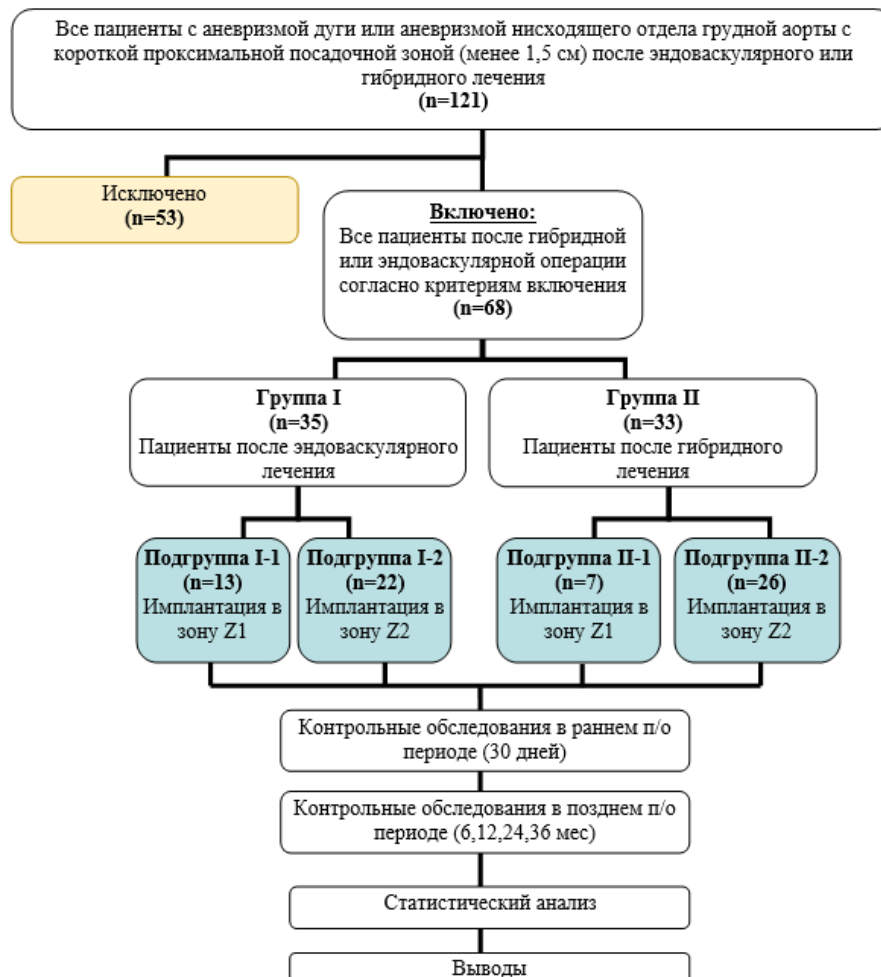 Все пациенты с аневризмой дуги или аневризмой нисходящего отдела грудной аорты с
короткой проксимальной посадочной зоной (менее 1,5 см) после эндоваскулярного или
гибридного лечения
(n=121)
Исключено
(n=53)
Включено:
Все пациенты после гибридной
или эндоваскулярной операции
согласно критериям включения
(n=68)
Группа I
(n=35)
Пациенты после эндоваскулярного
лечения
Группа II
(n=33)
Пациенты после гибридного
лечения
Подгруппа I-1
(n=13)
Имплантация в
зону Z1
Подгруппа I-2
(n=22)
Имплантация в
зону Z2
Подгруппа II-1
(n=7)
Имплантация в
зону Z1
Подгруппа II-2
(n=26)
Имплантация в
зону Z2
Контрольные обследования в раннем п/о
периоде (30 дней)
Контрольные обследования в позднем п/о
периоде (6,12,24,36 мес)
Статистический анализ
Выводы